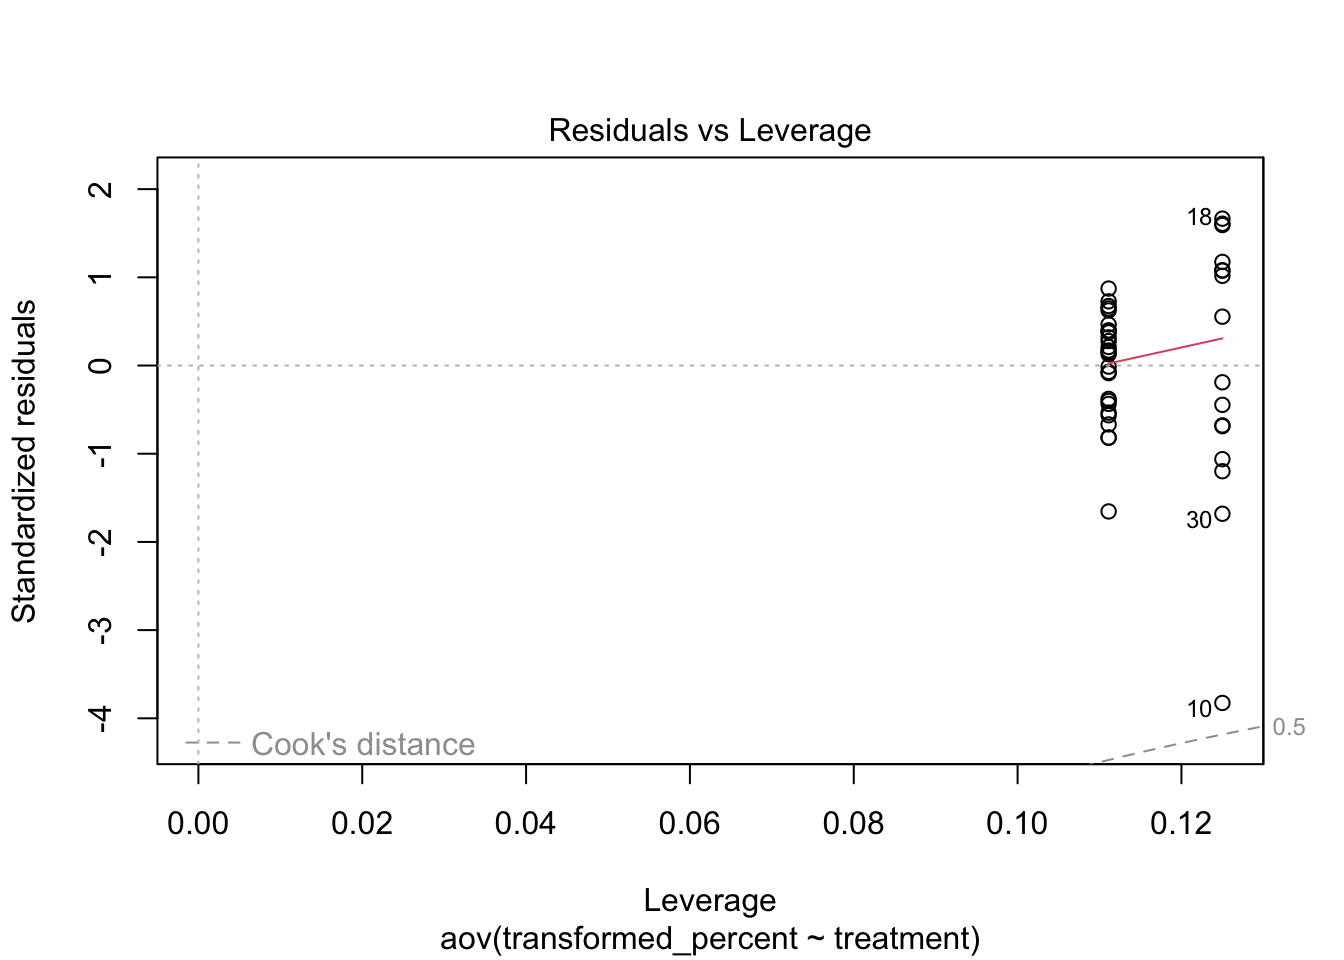 Residuals vs Leverage
Standardized residuals
2
1
0
-1
-2
-3
-4
18
30
10
0.5
Cook's distance
0.00 0.02 0.04 0.06 0.08 0.10 0.12
Leverage
aov(transformed_percent ~ treatment)